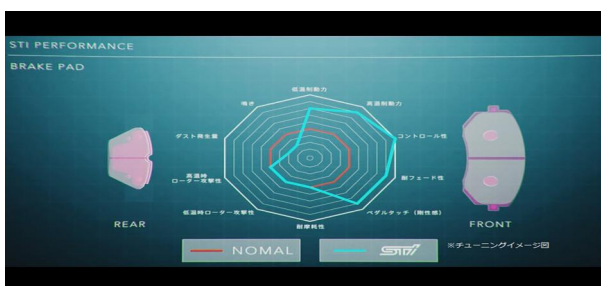 STI PERFORMANCE
BRAKE PAD
低温制動力
鳴き
高温制動力
ダスト発生量
コントロール性
高温時
ローター攻撃性
耐フェード性
低温時ローター攻撃性
ペダルタッチ（剛性感）
耐摩耗性
REAR
FRONT
NOMAL
STI
※チューニングイメージ図